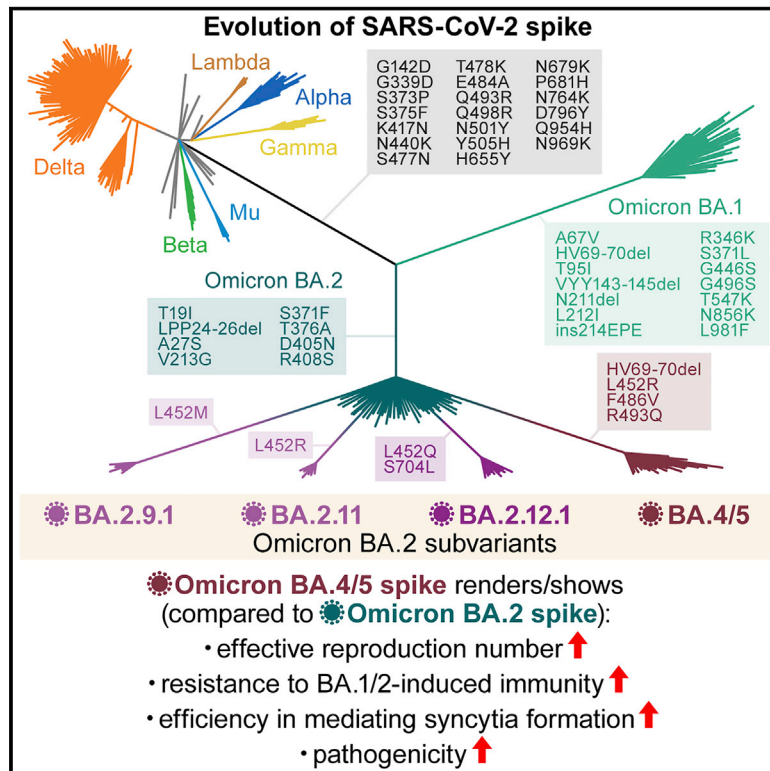 Evolution of SARS-CoV-2 spike
Lambda
Alpha
Gamma
Delta
Mu
Beta
G142D T478K N679K
G339D E484A P681H
S373P Q493R N764K
S375F Q498R D796Y
K417N N501Y Q954H
N440K Y505H N969K
S477N H655Y
Omicron BA.1
A67V R346K
HV69-70del S371L
T95I G446S
VYY143-145del G496S
N211del T547K
L212I N856K
ins214EPE L981F
Omicron BA.2
T19I S371F
LPP24-26del T376A
A27S D405N
V213G R408S
HV69-70del
L452R
F486V
R493Q
L452M
L452R
L452Q
S704L
BA.2.9.1 BA.2.11 BA.2.12.1 BA.4/5
Omicron BA.2 subvariants
Omicron BA.4/5 spike renders/shows
(compared to Omicron BA.2 spike):
• effective reproduction number
• resistance to BA.1/2-induced immunity
• efficiency in mediating syncytia formation
• pathogenicity